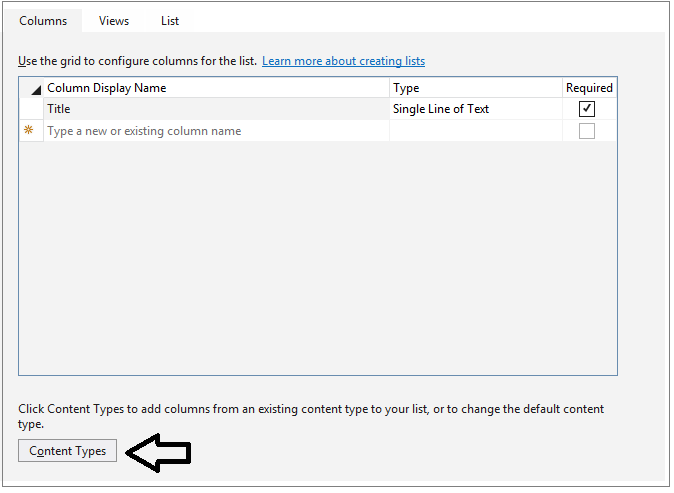 Columns Views List
Use the grid to configure columns for the list. Learn more about creating lists
Column Display Name Type Required
Title Single Line of Text
Type a new or existing column name
Click Content Types to add columns from an existing content type to your list, or to change the default content
type.
Content Types